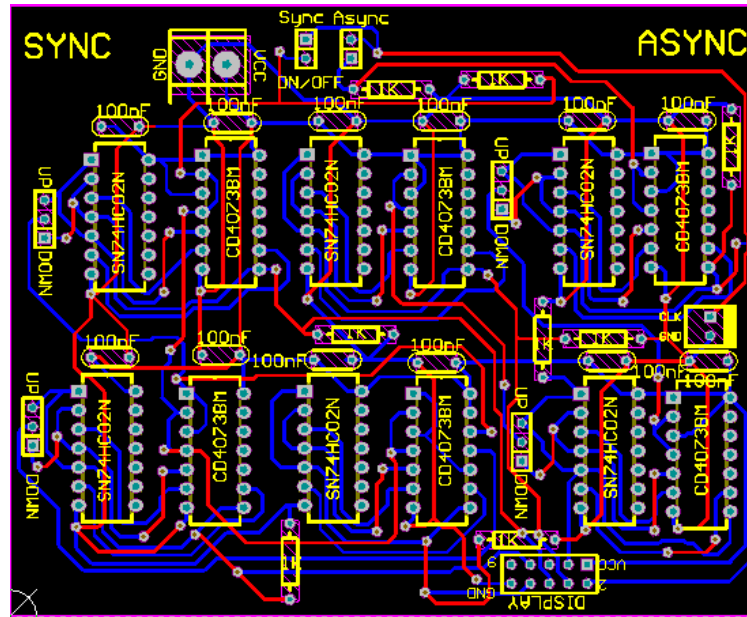 Sync Async
SYNC
GND
VCC
ON/OFF
ASYNC
1K
1K
1K
100nF
100nF
100nF
100nF
100nF
100nF
UP
DOWN
SN74HC02N
CD4073BM
SN74HC02N
CD4073BM
UP
DOWN
SN74HC02N
CD4073BM
CLK
GND
1K
1K
1K
100nF
100nF
100nF
100nF
100nF
100nF
UP
DOWN
SN74HC02N
CD4073BM
SN74HC02N
CD4073BM
UP
DOWN
SN74HC02N
CD4073BM
1K
1K
9
VCC
GND
2
DISPLAY